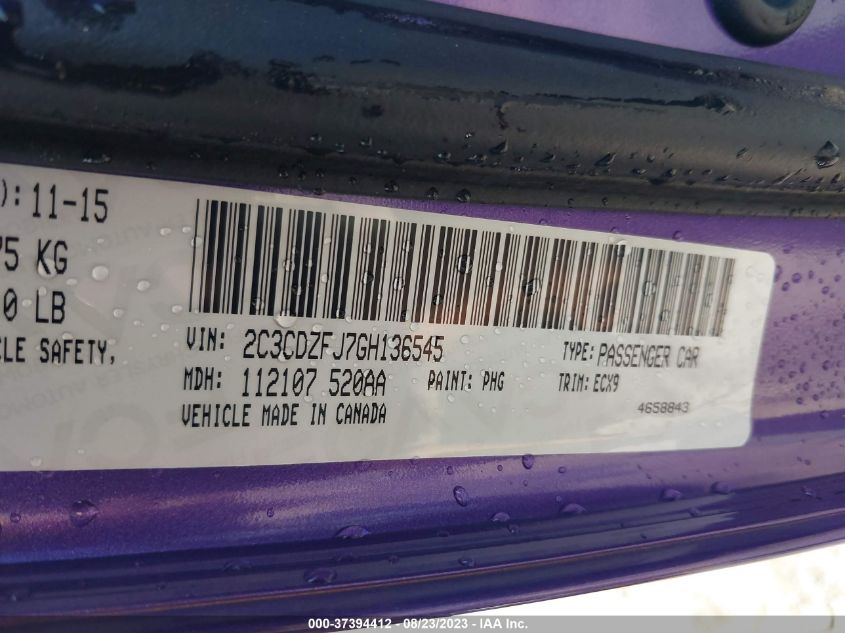 ): 11-15
75 KG
0 LB
CLE SAFETY,
VIN: 2C3CDZFJ7GH136545
TYPE: PASSENGER CAR
MDH: 112107 520AA
PAINT: PHG
TRIM: ECX9
VEHICLE MADE IN CANADA
4658843
000-37394412 - 08/23/2023 - © IAA Inc.